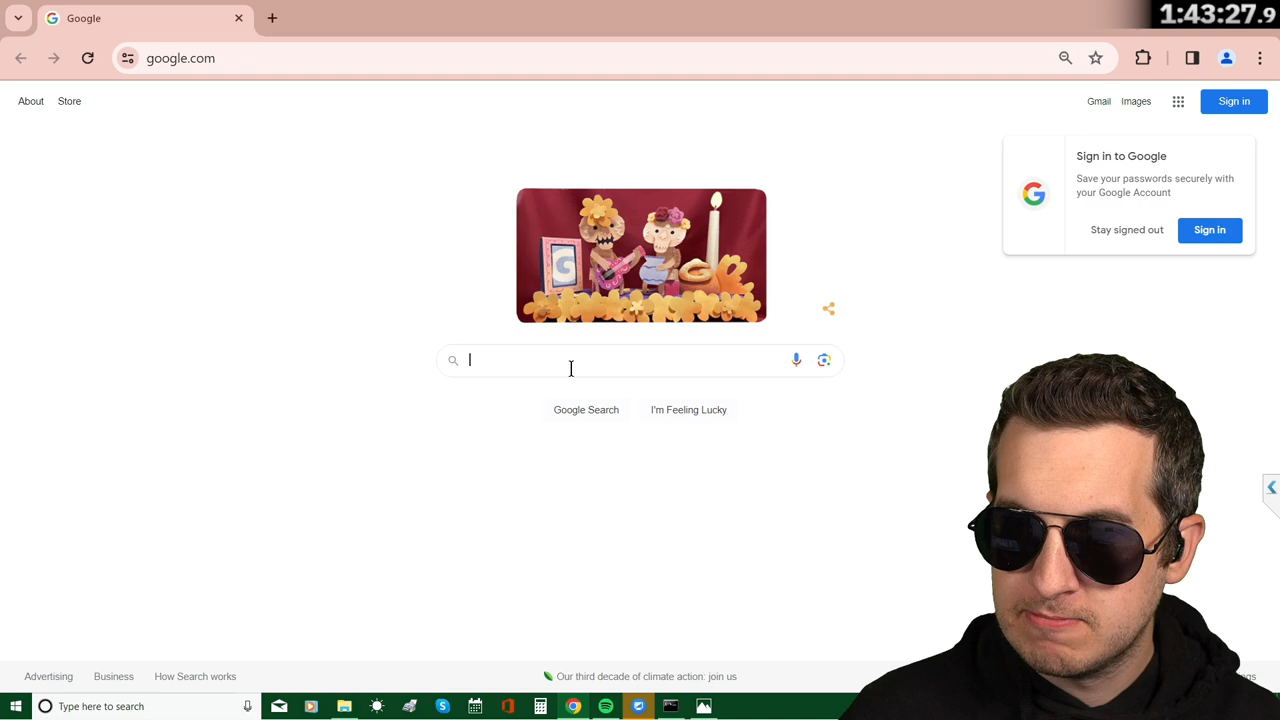 Google
1:43:27.9
google.com
About
Store
Gmail
Images
Sign in
Sign in to Google
Save your passwords securely with
your Google Account
Stay signed out
Sign in
G
Google Search
I'm Feeling Lucky
Advertising
Business
How Search works
Our third decade of climate action: join us
Type here to search